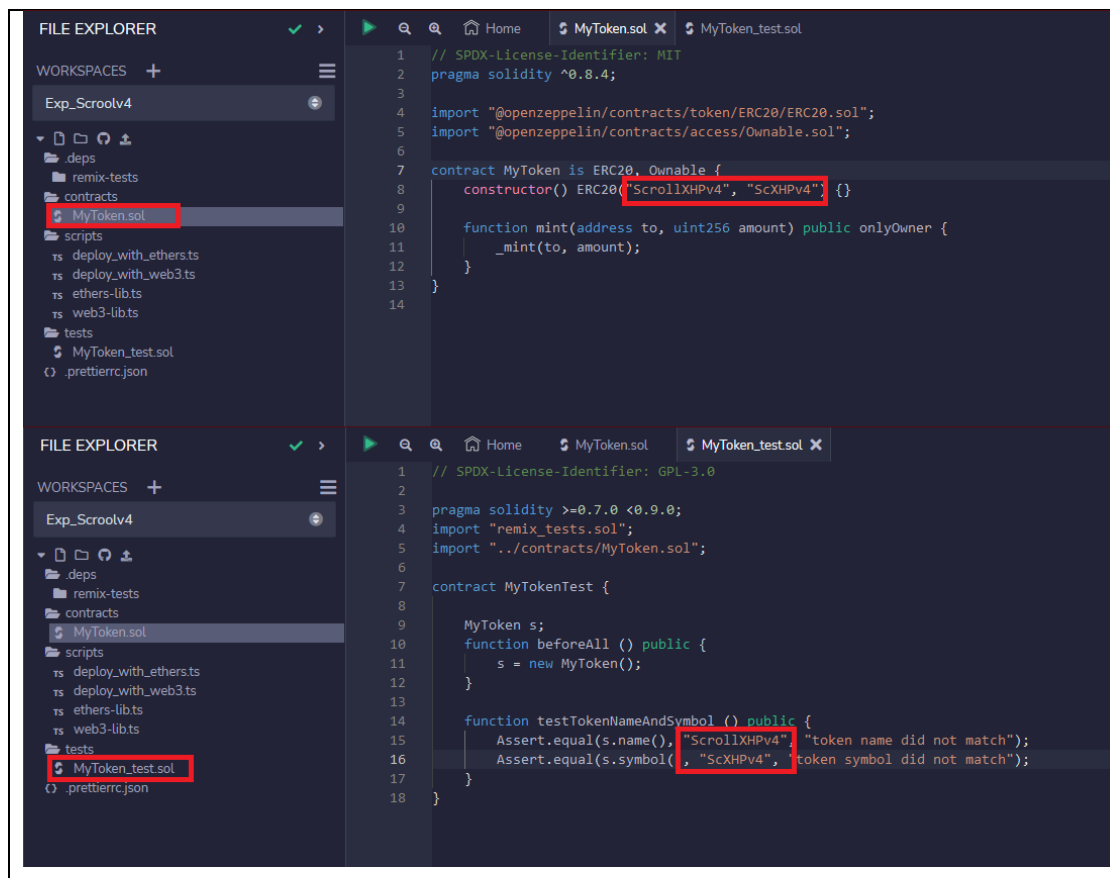 FILE EXPLORER
WORKSPACES +
Exp_Scroolv4
.deps
remix-tests
contracts
MyToken.sol
scripts
TS deploy_with_ethers.ts
TS deploy_with_web3.ts
TS ethers-lib.ts
TS web3-lib.ts
tests
MyToken_test.sol
{} .prettierrc.json
Home MyToken.sol MyToken_test.sol
1 // SPDX-License-Identifier: MIT
2 pragma solidity ^0.8.4;
3
4 import "@openzeppelin/contracts/token/ERC20/ERC20.sol";
5 import "@openzeppelin/contracts/access/Ownable.sol";
6
7 contract MyToken is ERC20, Ownable {
8 constructor() ERC20("ScrollXHPv4", "ScXHPv4") {}
9
10 function mint(address to, uint256 amount) public onlyOwner {
11 _mint(to, amount);
12 }
13 }
14
FILE EXPLORER
WORKSPACES +
Exp_Scroolv4
.deps
remix-tests
contracts
MyToken.sol
scripts
TS deploy_with_ethers.ts
TS deploy_with_web3.ts
TS ethers-lib.ts
TS web3-lib.ts
tests
MyToken_test.sol
{} .prettierrc.json
Home MyToken.sol MyToken_test.sol
1 // SPDX-License-Identifier: GPL-3.0
2
3 pragma solidity >=0.7.0 <0.9.0;
4 import "remix_tests.sol";
5 import "../contracts/MyToken.sol";
6
7 contract MyTokenTest {
8
9 MyToken s;
10 function beforeAll () public {
11 s = new MyToken();
12 }
13
14 function testTokenNameAndSymbol () public {
15 Assert.equal(s.name(), "ScrollXHPv4", "token name did not match");
16 Assert.equal(s.symbol(), "ScXHPv4", "token symbol did not match");
17 }
18 }